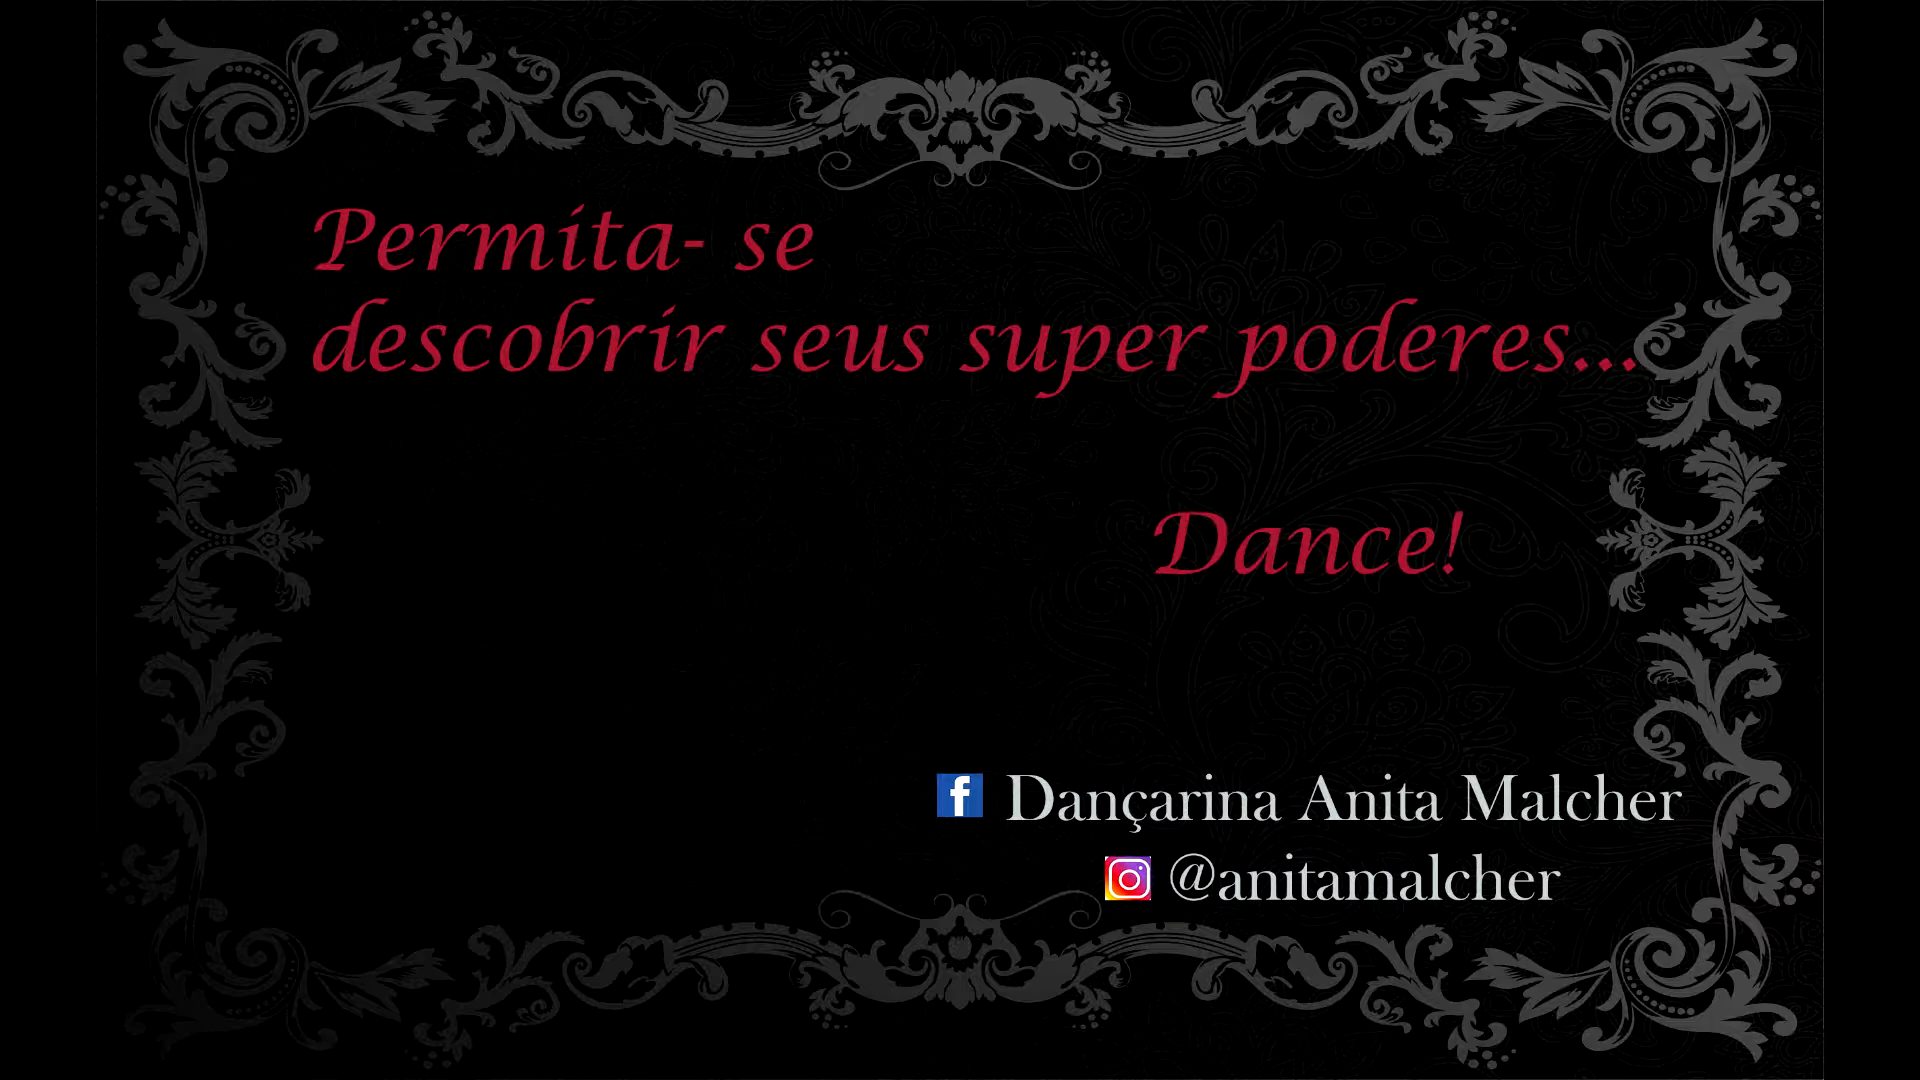 Permita- se
descobrir seus super poderes...
Dance!
Dançarina Anita Malcher
@anitamalcher